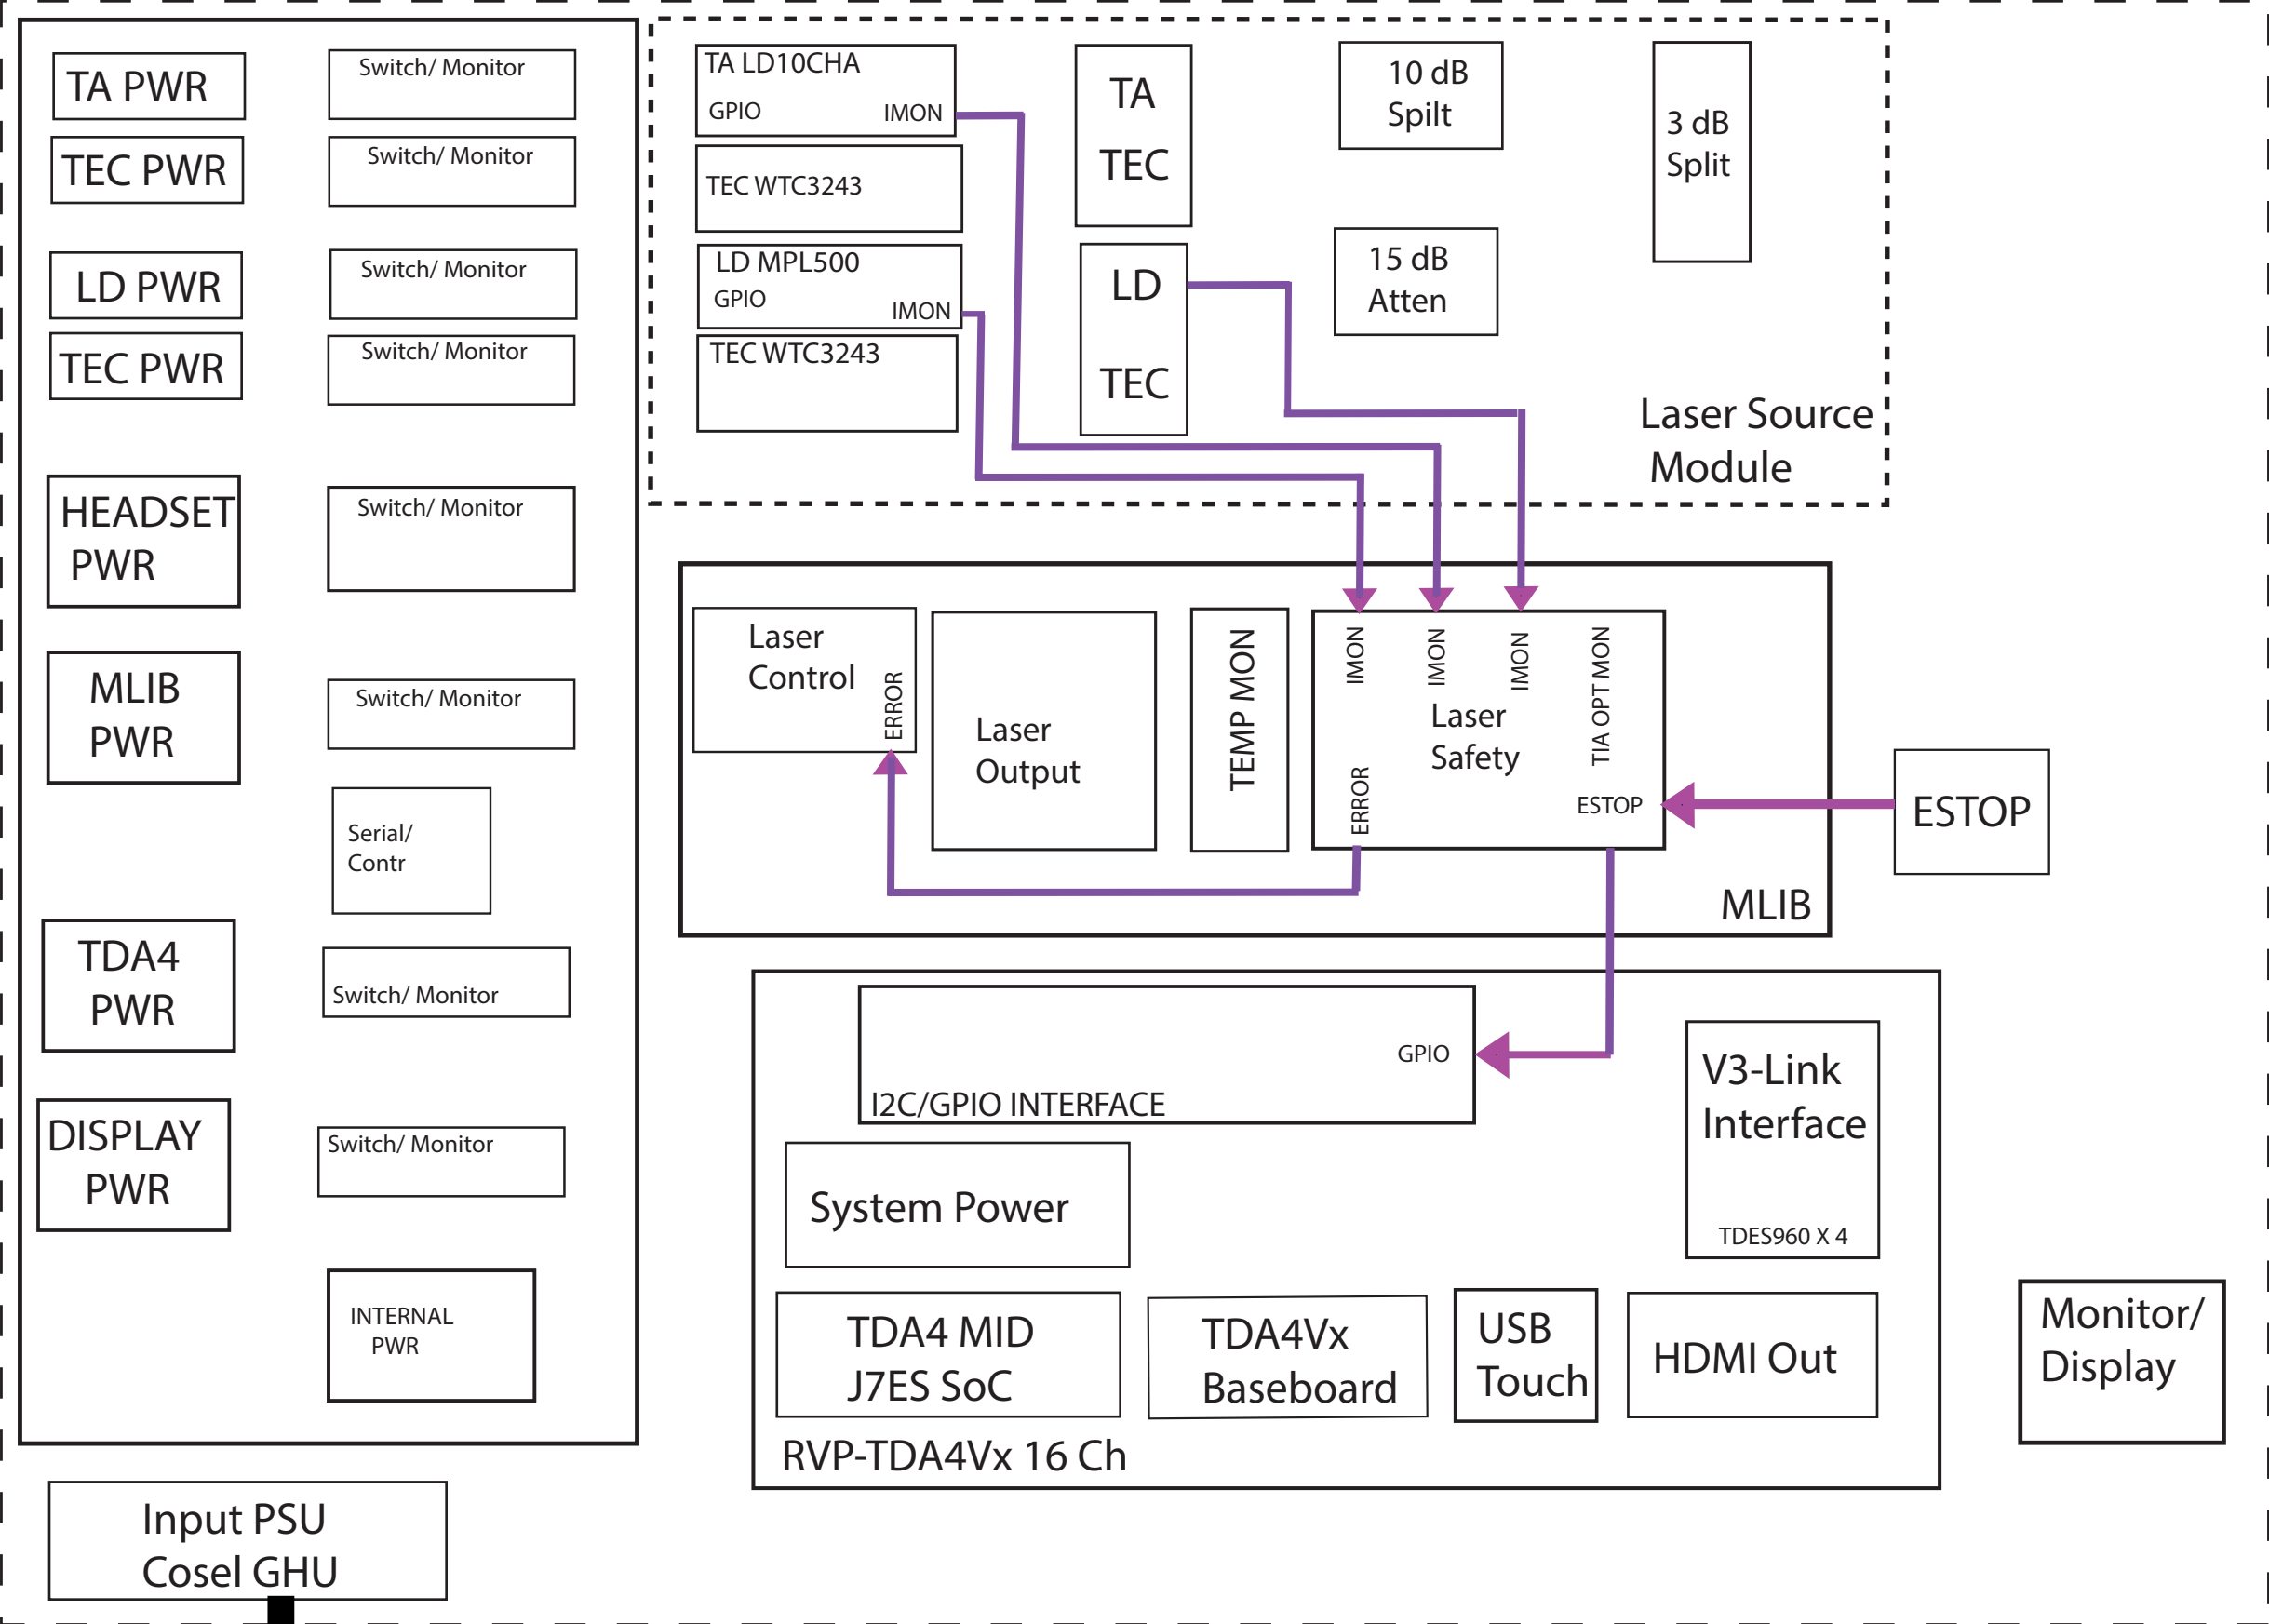 TA PWR
Switch/ Monitor
TEC PWR
Switch/ Monitor
LD PWR
Switch/ Monitor
TEC PWR
Switch/ Monitor
HEADSET
PWR
Switch/ Monitor
MLIB
PWR
Switch/ Monitor
Serial/
Contr
TDA4
PWR
Switch/ Monitor
DISPLAY
PWR
Switch/ Monitor
INTERNAL
PWR
Input PSU
Cosel GHU
TA LD10CHA
GPIO
IMON
TEC WTC3243
LD MPL500
GPIO
IMON
TEC WTC3243
TA
TEC
LD
TEC
10 dB
Spilt
15 dB
Atten
3 dB
Split
Laser Source
Module
Laser
Control
ERROR
Laser
Output
TEMP MON
IMON
IMON
IMON
TIA OPT MON
Laser
Safety
ERROR
ESTOP
MLIB
ESTOP
GPIO
I2C/GPIO INTERFACE
V3-Link
Interface
TDES960 X 4
System Power
TDA4 MID
J7ES SoC
TDA4Vx
Baseboard
USB
Touch
HDMI Out
RVP-TDA4Vx 16 Ch
Monitor/
Display